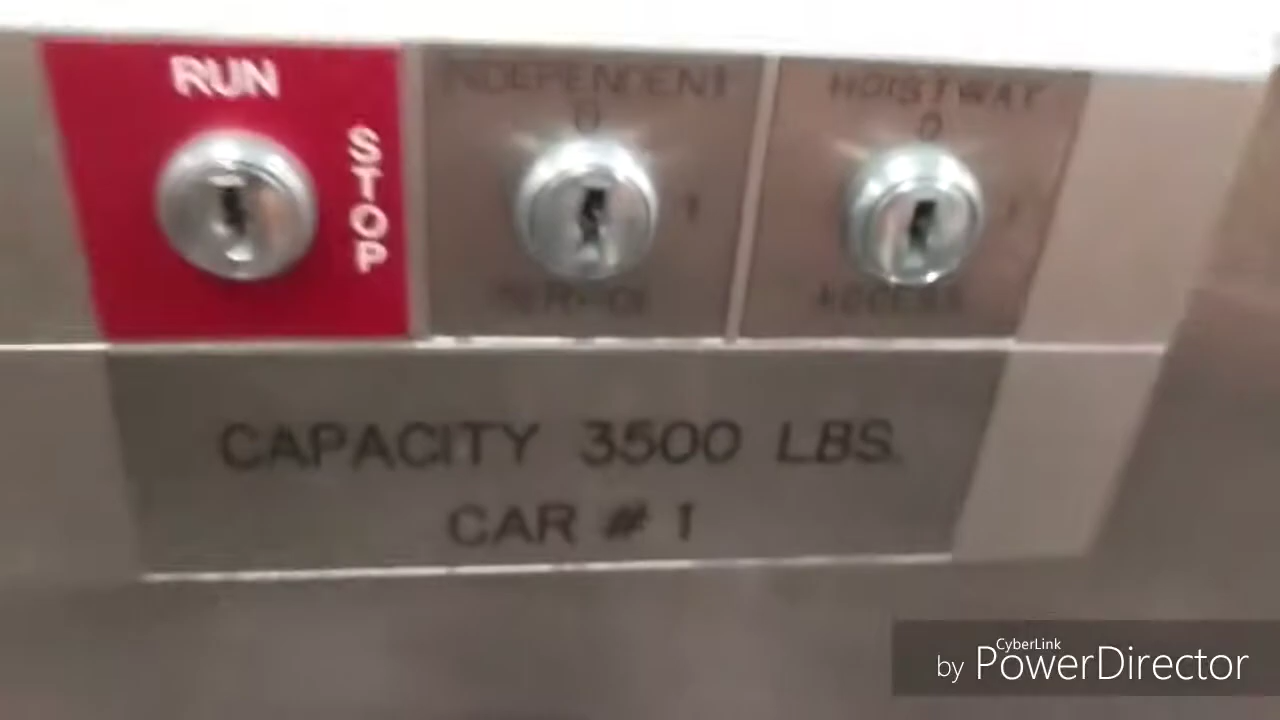 RUN
STOP
INDEPENDENT
0
1
SERVICE
HOISTWAY
0
1
ACCESS
CAPACITY 3500 LBS.
CAR # 1
CyberLink
by PowerDirector